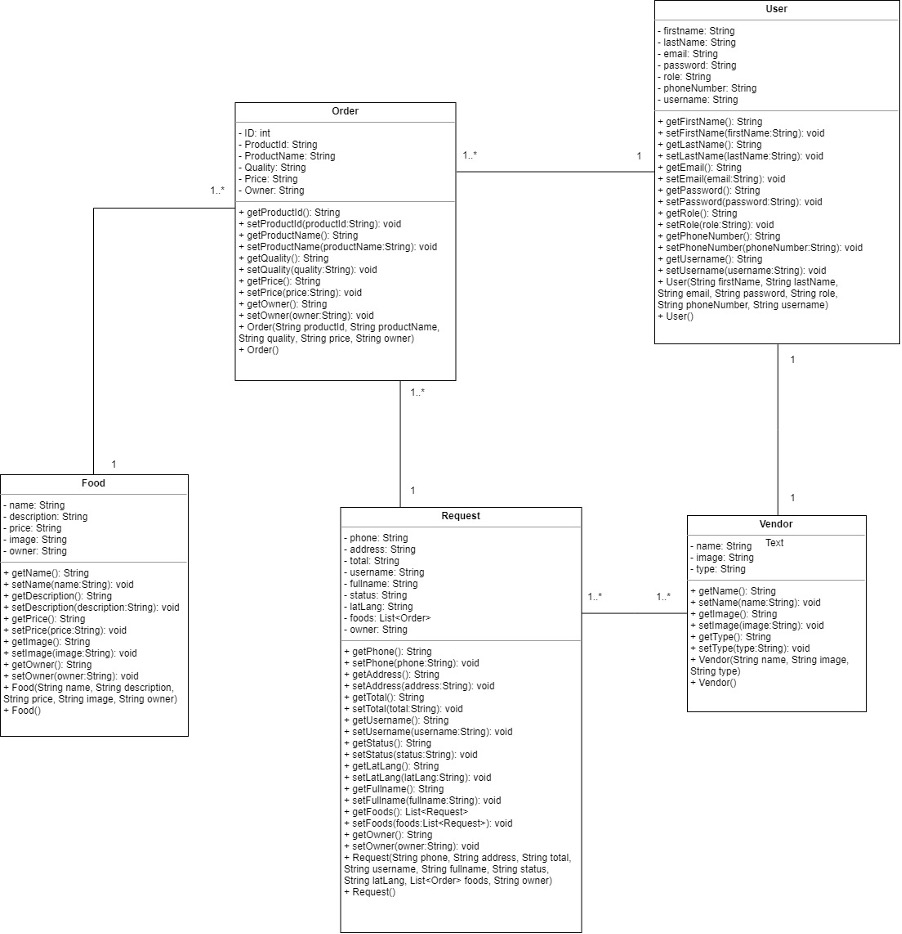 User
- firstname: String
- lastName: String
- email: String
- password: String
- role: String
- phoneNumber: String
- username: String
+ getFirstName(): String
+ setFirstName(firstName:String): void
+ getLastName(): String
+ setLastName(lastName:String): void
+ getEmail(): String
+ setEmail(email:String): void
+ getPassword(): String
+ setPassword(password:String): void
+ getRole(): String
+ setRole(role:String): void
+ getPhoneNumber(): String
+ setPhoneNumber(phoneNumber:String): void
+ getUsername(): String
+ setUsername(username:String): void
+ User(String firstName, String lastName,
String email, String password, String role,
String phoneNumber, String username)
+ User()
Order
- ID: int
- ProductId: String
- ProductName: String
- Quality: String
- Price: String
- Owner: String
+ getProductId(): String
+ setProductId(productId:String): void
+ getProductName(): String
+ setProductName(productName:String): void
+ getQuality(): String
+ setQuality(quality:String): void
+ getPrice(): String
+ setPrice(price:String): void
+ getOwner(): String
+ setOwner(owner:String): void
+ Order(String productId, String productName,
String quality, String price, String owner)
+ Order()
1..*
1
1..*
1
1..*
1
1
1
Food
- name: String
- description: String
- price: String
- image: String
- owner: String
+ getName(): String
+ setName(name:String): void
+ getDescription(): String
+ setDescription(description:String): void
+ getPrice(): String
+ setPrice(price:String): void
+ getImage(): String
+ setImage(image:String): void
+ getOwner(): String
+ setOwner(owner:String): void
+ Food(String name, String description,
String price, String image, String owner)
+ Food()
Request
- phone: String
- address: String
- total: String
- username: String
- fullname: String
- status: String
- latLang: String
- foods: List<Order>
- owner: String
+ getPhone(): String
+ setPhone(phone:String): void
+ getAddress(): String
+ setAddress(address:String): void
+ getTotal(): String
+ setTotal(total:String): void
+ getUsername(): String
+ setUsername(username:String): void
+ getStatus(): String
+ setStatus(status:String): void
+ getLatLang(): String
+ setLatLang(latLang:String): void
+ getFullname(): String
+ setFullname(fullname:String): void
+ getFoods(): List<Request>
+ setFoods(foods:List<Request>): void
+ getOwner(): String
+ setOwner(owner:String): void
+ Request(String phone, String address, String total,
String username, String fullname, String status,
String latLang, List<Order> foods, String owner)
+ Request()
1..*
1..*
Vendor
Text
- name: String
- image: String
- type: String
+ getName(): String
+ setName(name:String): void
+ getImage(): String
+ setImage(image:String): void
+ getType(): String
+ setType(type:String): void
+ Vendor(String name, String image,
String type)
+ Vendor()